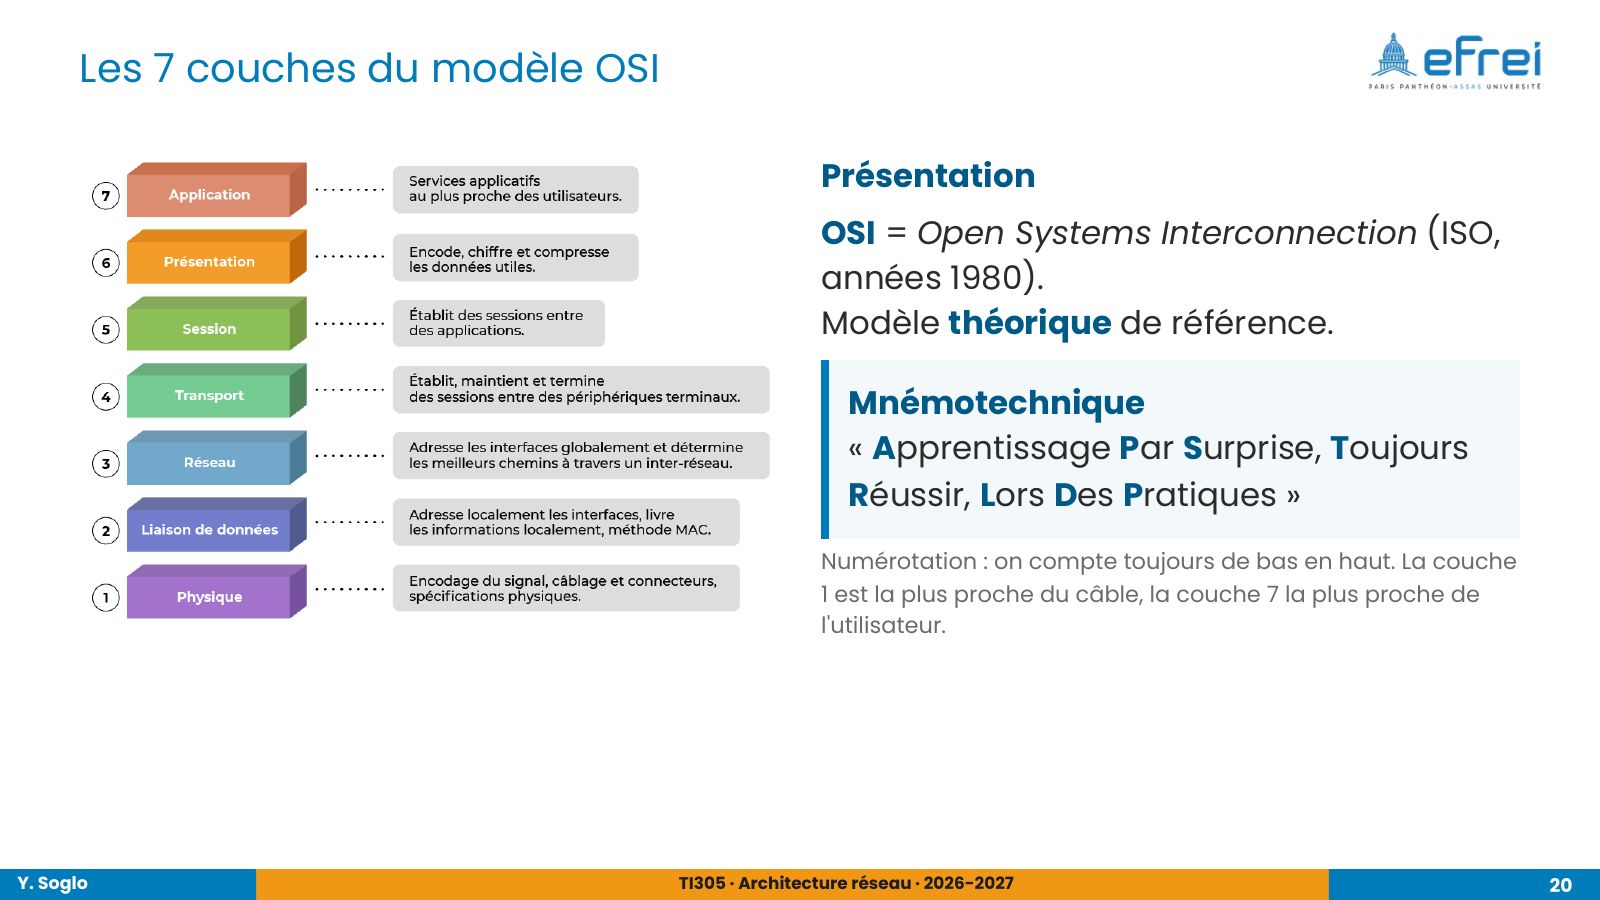 Les 7 couches du modèle OSI
efrei
PARIS PANTHÉON-ASSAS UNIVERSITÉ
7
Application
Services applicatifs
au plus proche des utilisateurs.
6
Présentation
Encode, chiffre et compresse
les données utiles.
5
Session
Établit des sessions entre
des applications.
4
Transport
Établit, maintient et termine
des sessions entre des périphériques terminaux.
3
Réseau
Adresse les interfaces globalement et détermine
les meilleurs chemins à travers un inter-réseau.
2
Liaison de données
Adresse localement les interfaces, livre
les informations localement, méthode MAC.
1
Physique
Encodage du signal, câblage et connecteurs,
spécifications physiques.
Présentation
OSI = Open Systems Interconnection (ISO,
années 1980).
Modèle théorique de référence.
Mnémotechnique
« Apprentissage Par Surprise, Toujours
Réussir, Lors Des Pratiques »
Numérotation : on compte toujours de bas en haut. La couche
1 est la plus proche du câble, la couche 7 la plus proche de
l'utilisateur.
Y. Soglo
TI305 · Architecture réseau · 2026-2027
20